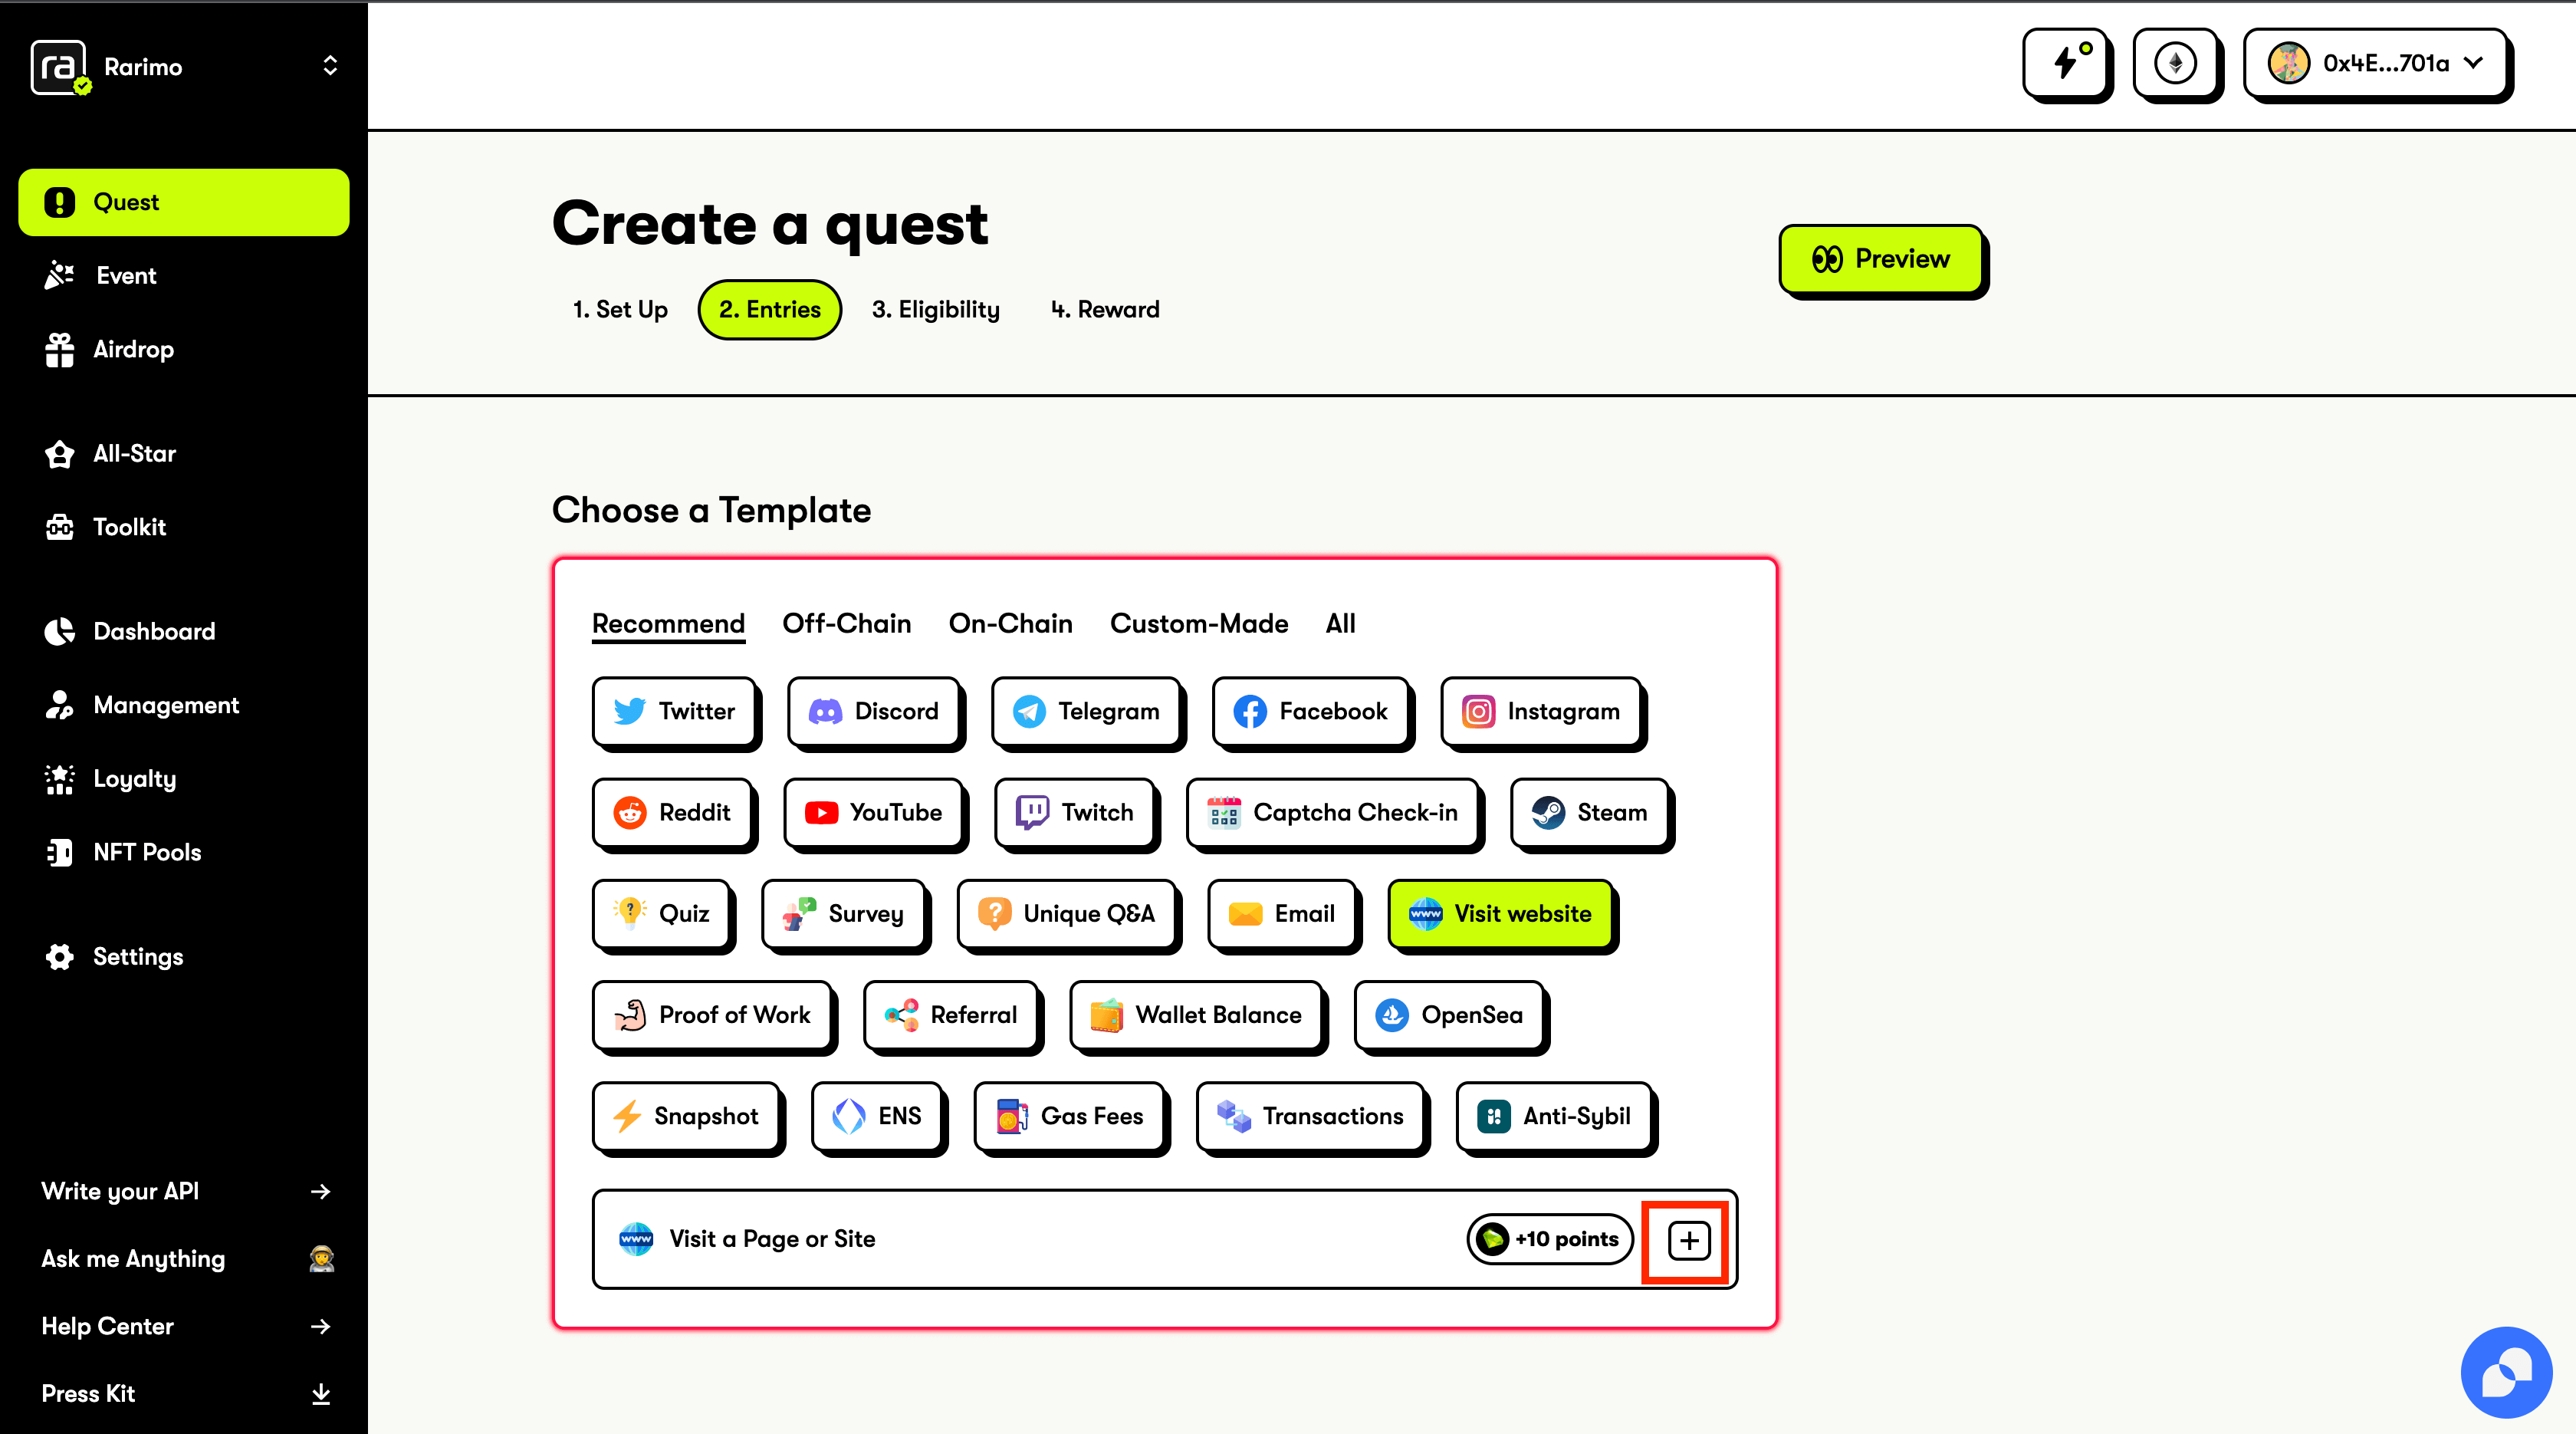 ra Rarimo
0x4E...701a
Quest
Event
Airdrop
All-Star
Toolkit
Dashboard
Management
Loyalty
NFT Pools
Settings
Write your API
Ask me Anything
Help Center
Press Kit
Create a quest
Preview
1. Set Up 2. Entries 3. Eligibility 4. Reward
Choose a Template
Recommend Off-Chain On-Chain Custom-Made All
Twitter Discord Telegram Facebook Instagram
Reddit YouTube Twitch Captcha Check-in Steam
Quiz Survey Unique Q&A Email www Visit website
Proof of Work Referral Wallet Balance OpenSea
Snapshot ENS Gas Fees Transactions Anti-Sybil
www Visit a Page or Site +10 points